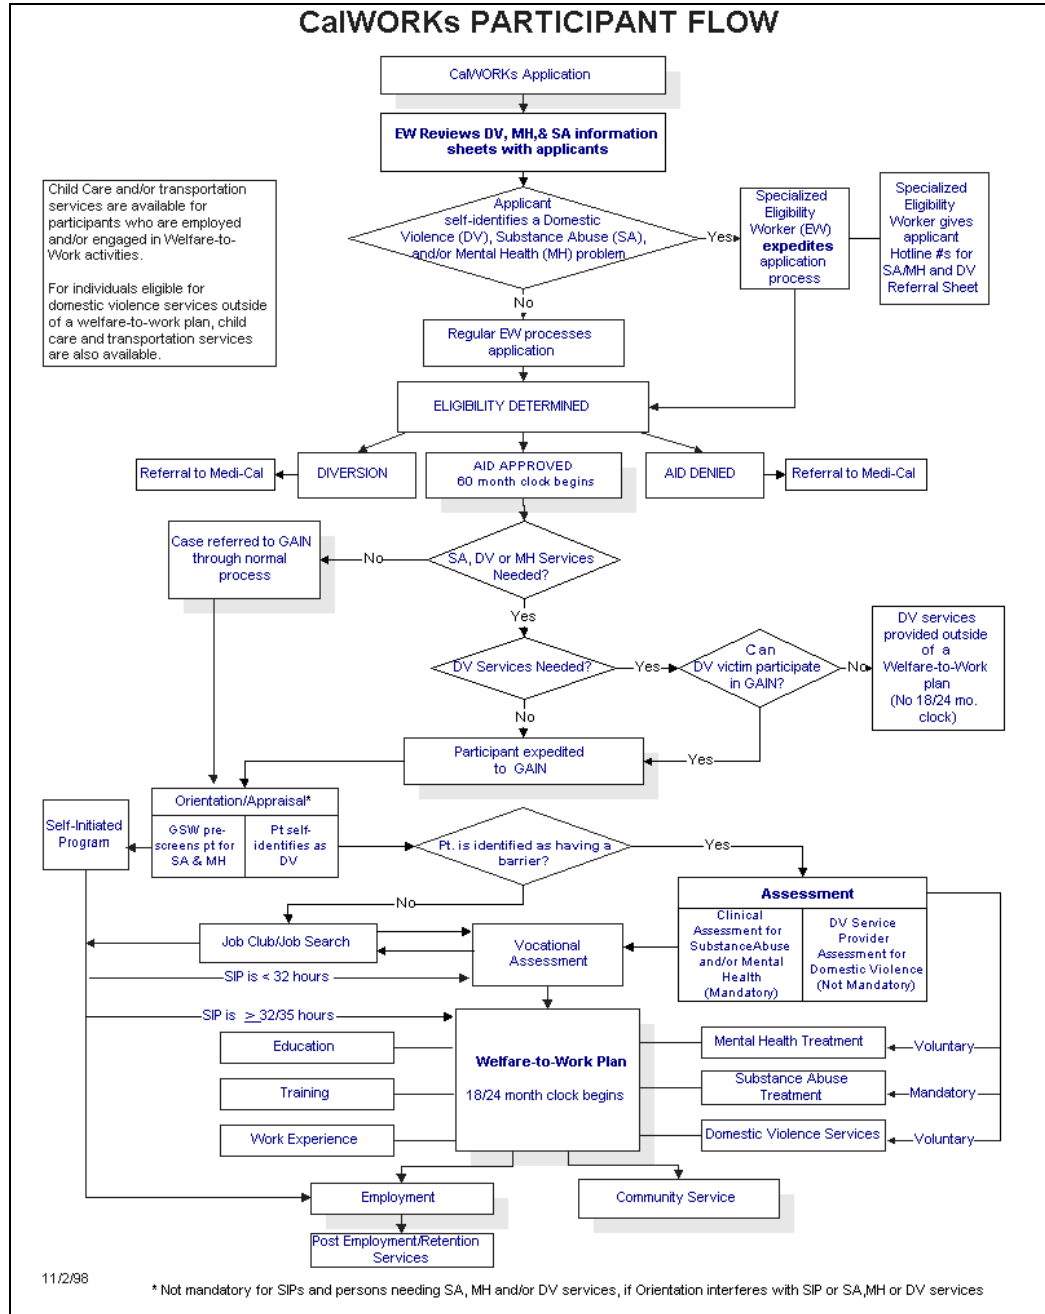 CalWORKs PARTICIPANT FLOW
CalWORKs Application
EW Reviews DV, MH,& SA information
sheets with applicants
Child Care and/or transportation
services are available for
participants who are employed
and/or engaged in Welfare-to-
Work activities.
For individuals eligible for
domestic violence services outside
of a welfare-to-work plan, child
care and transportation services
are also available.
Applicant
self-identifies a Domestic
Violence (DV), Substance Abuse (SA),
and/or Mental Health (MH) problem
Yes
Specialized
Eligibility
Worker (EW)
expedites
application
process
Specialized
Eligibility
Worker gives
applicant
Hotline #s for
SA/MH and DV
Referral Sheet
No
Regular EW processes
application
ELIGIBILITY DETERMINED
Referral to Medi-Cal
DIVERSION
AID APPROVED
60 month clock begins
AID DENIED
Referral to Medi-Cal
Case referred to GAIN
through normal
process
No
SA, DV or MH Services
Needed?
Yes
DV Services Needed?
Yes
Can
DV victim participate
in GAIN?
No
DV services
provided outside
of a
Welfare-to-Work
plan
(No 18/24 mo.
clock)
No
Participant expedited
to GAIN
Yes
Self-Initiated
Program
Orientation/Appraisal*
GSW pre-
screens pt for
SA & MH
Pt self-
identifies as
DV
Pt. is identified as having a
barrier?
Yes
No
Assessment
Clinical
Assessment for
SubstanceAbuse
and/or Mental
Health
(Mandatory)
DV Service
Provider
Assessment for
Domestic Violence
(Not Mandatory)
Job Club/Job Search
Vocational
Assessment
SIP is < 32 hours
SIP is > 32/35 hours
Education
Training
Work Experience
Welfare-to-Work Plan
18/24 month clock begins
Mental Health Treatment
Voluntary
Substance Abuse
Treatment
Mandatory
Domestic Violence Services
Voluntary
Employment
Community Service
Post Employment/Retention
Services
11/2/98
* Not mandatory for SIPs and persons needing SA, MH and/or DV services, if Orientation interferes with SIP or SA,MH or DV services